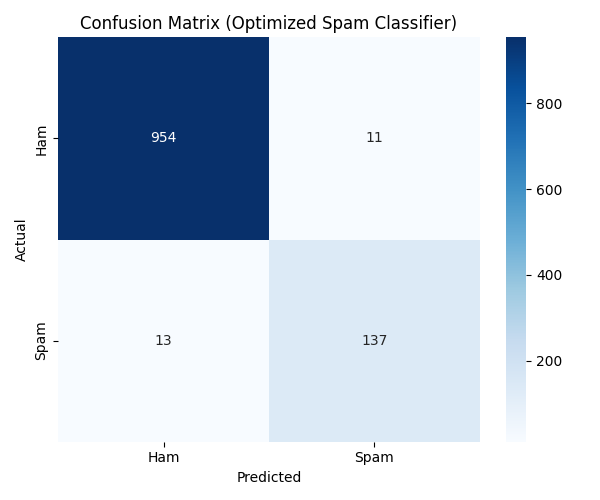 Confusion Matrix (Optimized Spam Classifier)
Actual
Ham
954
11
Spam
13
137
Ham
Spam
Predicted
800
600
400
200